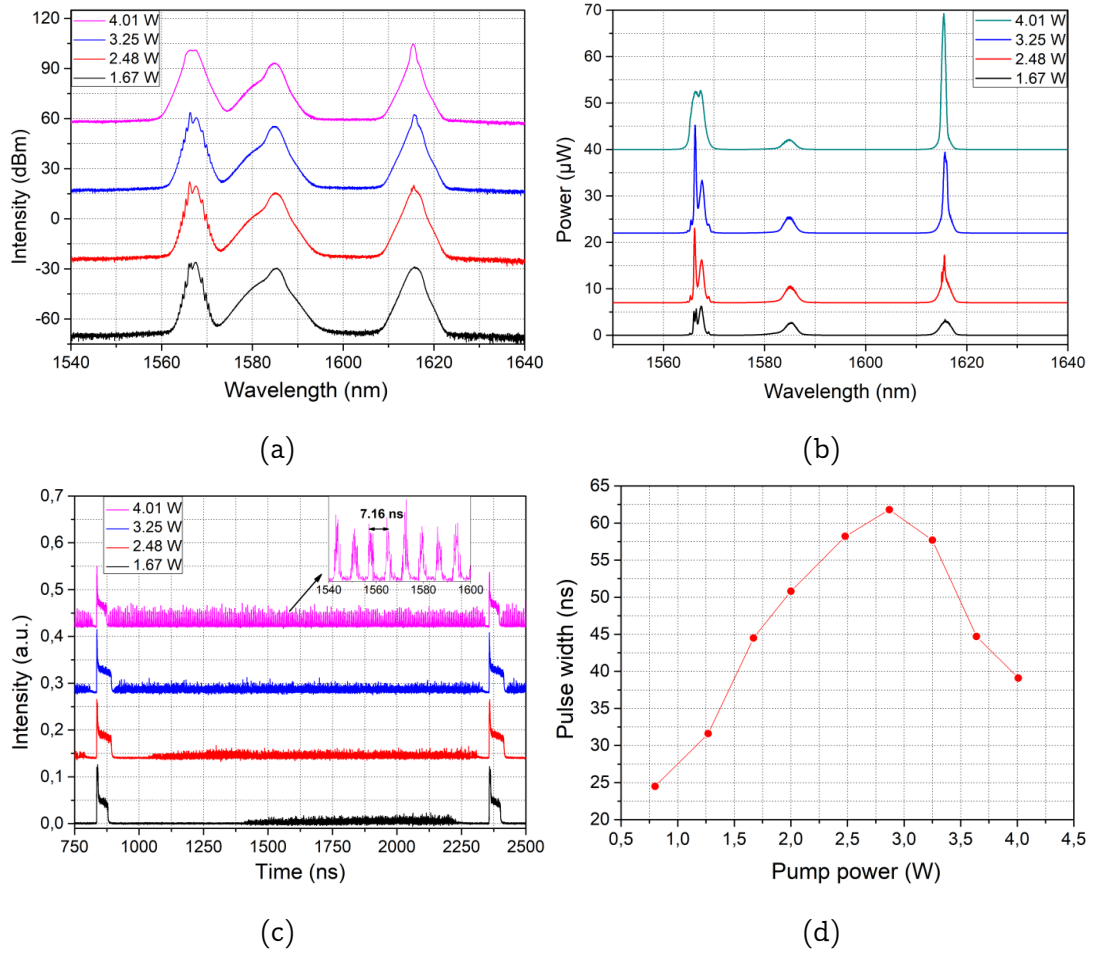 4.01 W
3.25 W
2.48 W
1.67 W
120
90
60
30
0
-30
-60
Intensity (dBm)
1540
1560
1580
1600
1620
1640
Wavelength (nm)
(a)
4.01 W
3.25 W
2.48 W
1.67 W
70
60
50
40
30
20
10
0
Power (µW)
1560
1580
1600
1620
1640
Wavelength (nm)
(b)
4.01 W
3.25 W
2.48 W
1.67 W
7.16 ns
1540
1560
1580
1600
0,7
0,6
0,5
0,4
0,3
0,2
0,1
0,0
Intensity (a.u.)
750
1000
1250
1500
1750
2000
2250
2500
Time (ns)
(c)
65
60
55
50
45
40
35
30
25
20
Pulse width (ns)
0,5
1,0
1,5
2,0
2,5
3,0
3,5
4,0
4,5
Pump power (W)
(d)